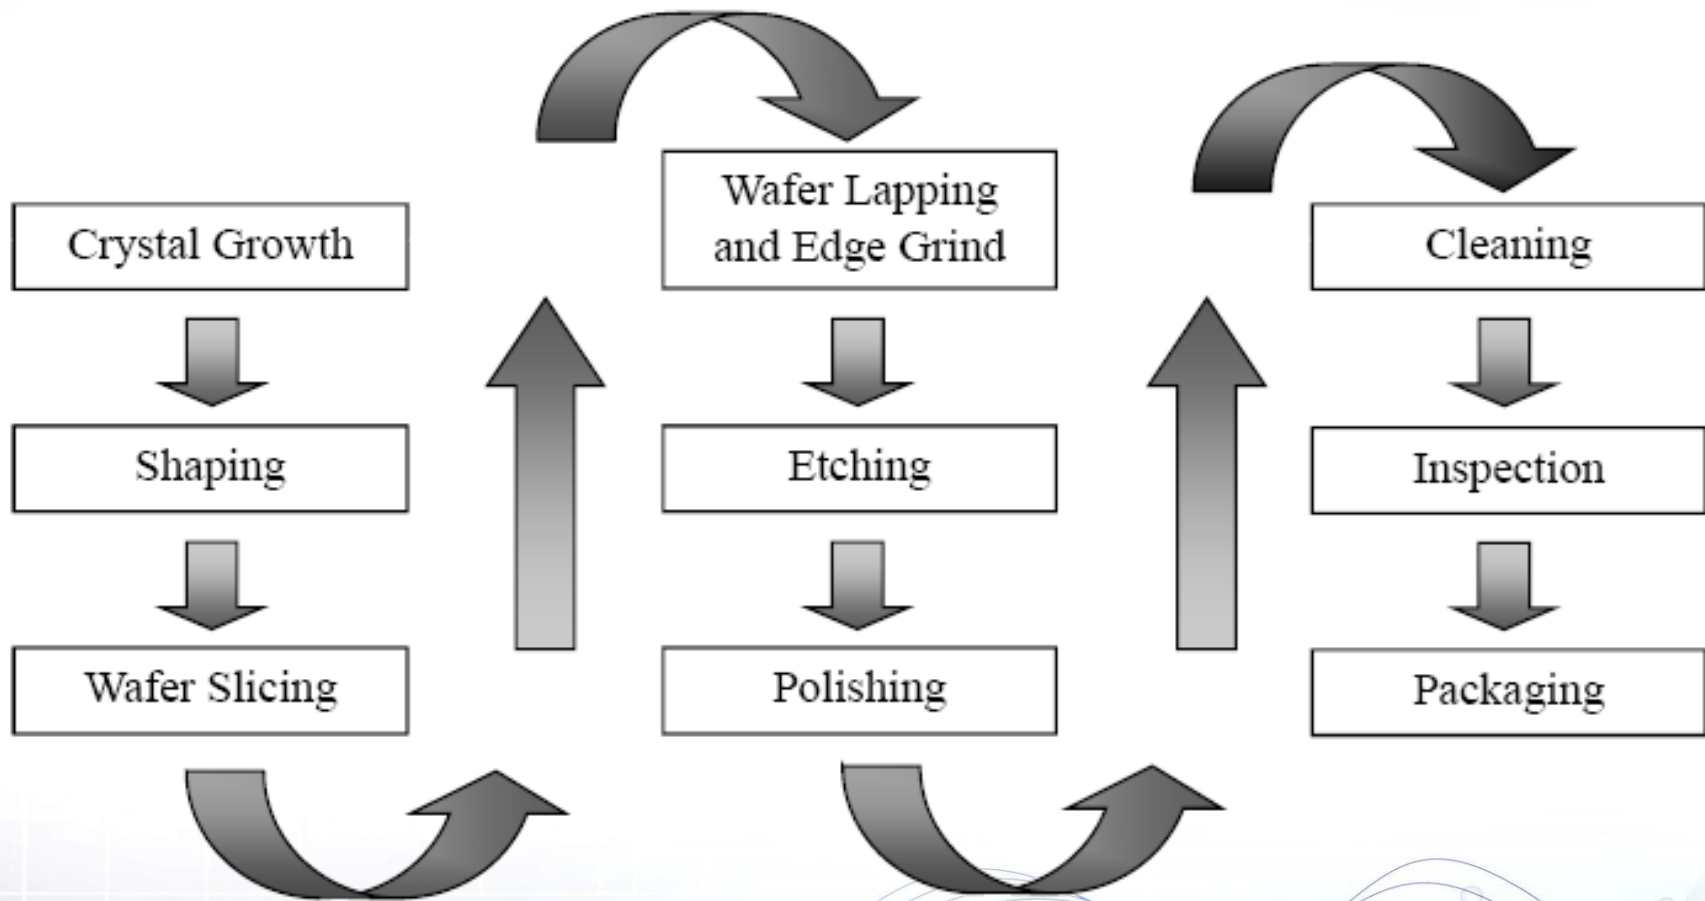 Crystal Growth
Shaping
Wafer Slicing
Wafer Lapping
and Edge Grind
Etching
Polishing
Cleaning
Inspection
Packaging